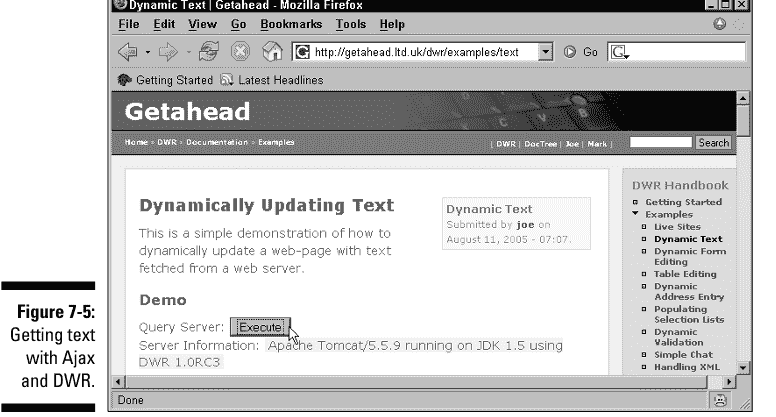 Dynamic Text | Getahead - Mozilla Firefox
File Edit View Go Bookmarks Tools Help
http://getahead.ltd.uk/dwr/examples/text Go G
Getting Started Latest Headlines
Getahead
Home » DWR » Documentation » Examples
| DWR | DocTree | Joe | Mark |
Search
Dynamically Updating Text
This is a simple demonstration of how to
dynamically update a web-page with text
fetched from a web server.
Dynamic Text
Submitted by joe on
August 11, 2005 - 07:07.
Demo
Query Server: Execute
Server Information: Apache Tomcat/5.5.9 running on JDK 1.5 using
DWR 1.0RC3
DWR Handbook
Getting Started
Examples
Live Sites
Dynamic Text
Dynamic Form
Editing
Table Editing
Dynamic
Address Entry
Populating
Selection Lists
Dynamic
Validation
Simple Chat
Handling XML
Done
Figure 7-5:
Getting text
with Ajax
and DWR.